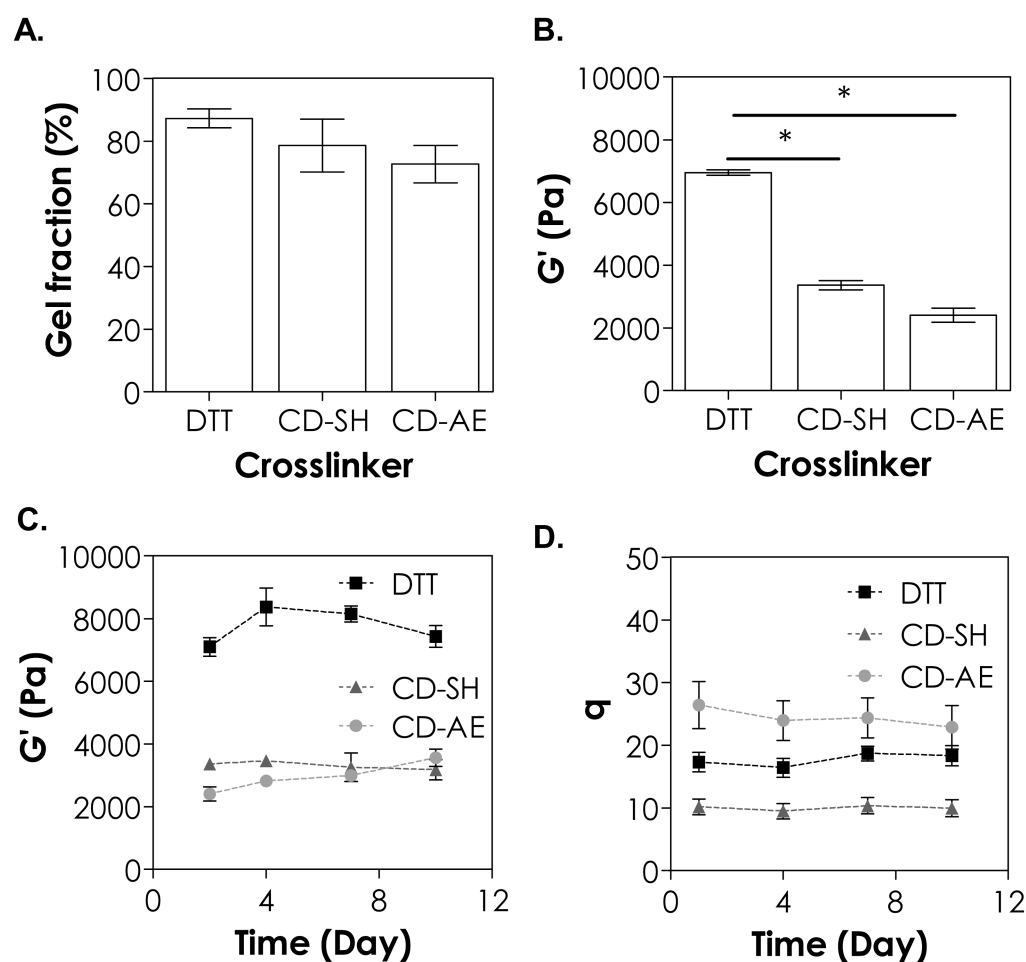 A.
100
80
60
40
20
0
Gel fraction (%)
DTT CD-SH CD-AE
Crosslinker
B.
10000
8000
6000
4000
2000
0
G' (Pa)
*
*
DTT CD-SH CD-AE
Crosslinker
C.
10000
8000
6000
4000
2000
0
G' (Pa)
DTT
CD-SH
CD-AE
0 4 8 12
Time (Day)
D.
50
40
30
20
10
0
q
DTT
CD-SH
CD-AE
0 4 8 12
Time (Day)